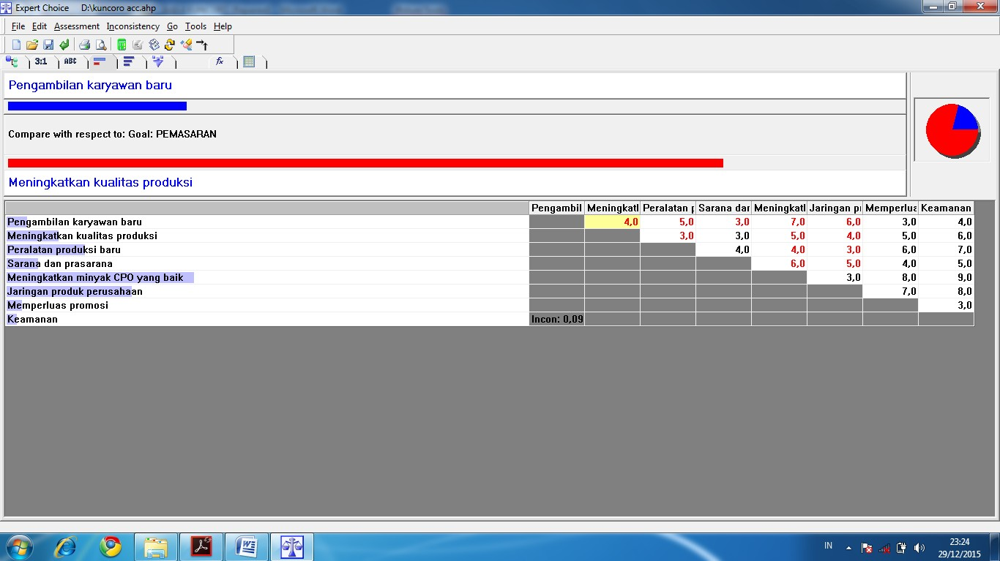 Expert Choice D:\kuncoro acc.ahp
File Edit Assessment Inconsistency Go Tools Help
3:1 ABC fx
Pengambilan karyawan baru
Compare with respect to: Goal: PEMASARAN
Meningkatkan kualitas produksi
Pengambil Meningkatl Peralatan p Sarana dar Meningkatl Jaringan pr Memperlua Keamanan
Pengambilan karyawan baru 4,0 5,0 3,0 7,0 6,0 3,0 4,0
Meningkatkan kualitas produksi 3,0 3,0 5,0 4,0 5,0 6,0
Peralatan produksi baru 4,0 4,0 3,0 6,0 7,0
Sarana dan prasarana 6,0 5,0 4,0 5,0
Meningkatkan minyak CPO yang baik 3,0 8,0 9,0
Jaringan produk perusahaan 7,0 8,0
Memperluas promosi 3,0
Keamanan Incon: 0,09
IN 23:24
29/12/2015